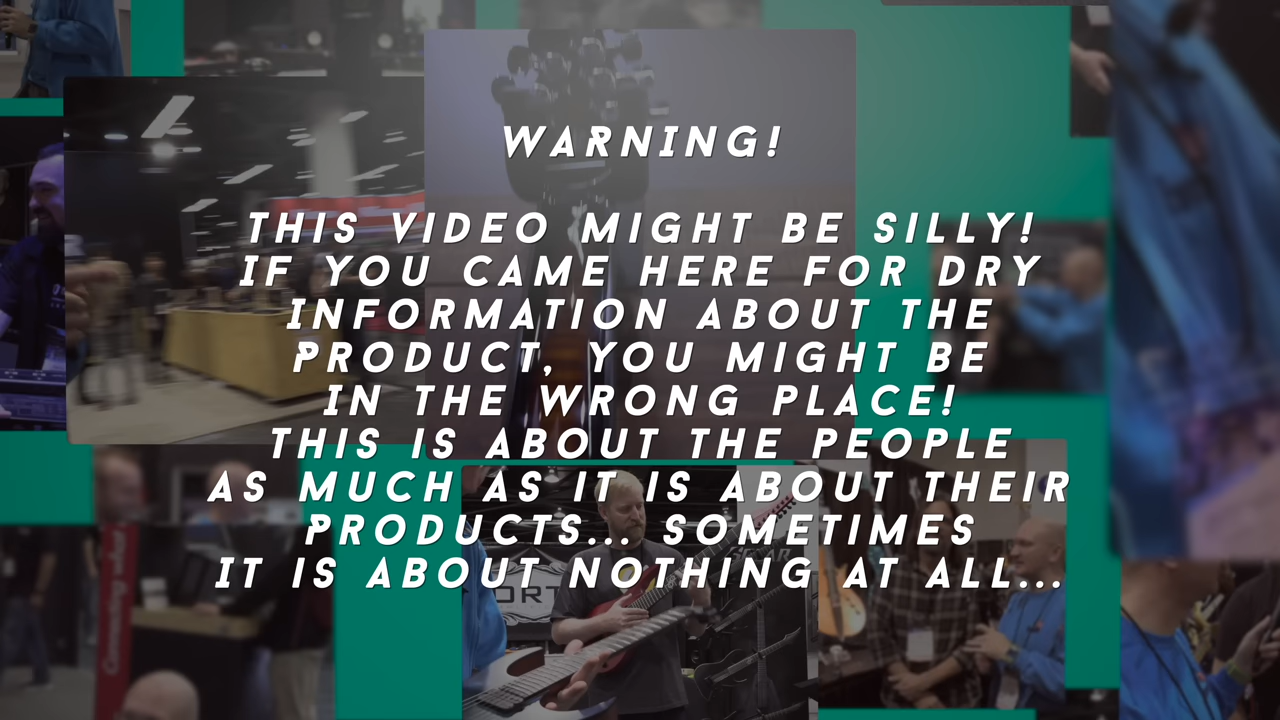 WARNING!
THIS VIDEO MIGHT BE SILLY!
IF YOU CAME HERE FOR DRY
INFORMATION ABOUT THE
PRODUCT, YOU MIGHT BE
IN THE WRONG PLACE!
THIS IS ABOUT THE PEOPLE
AS MUCH AS IT IS ABOUT THEIR
PRODUCTS... SOMETIMES
IT IS ABOUT NOTHING AT ALL...